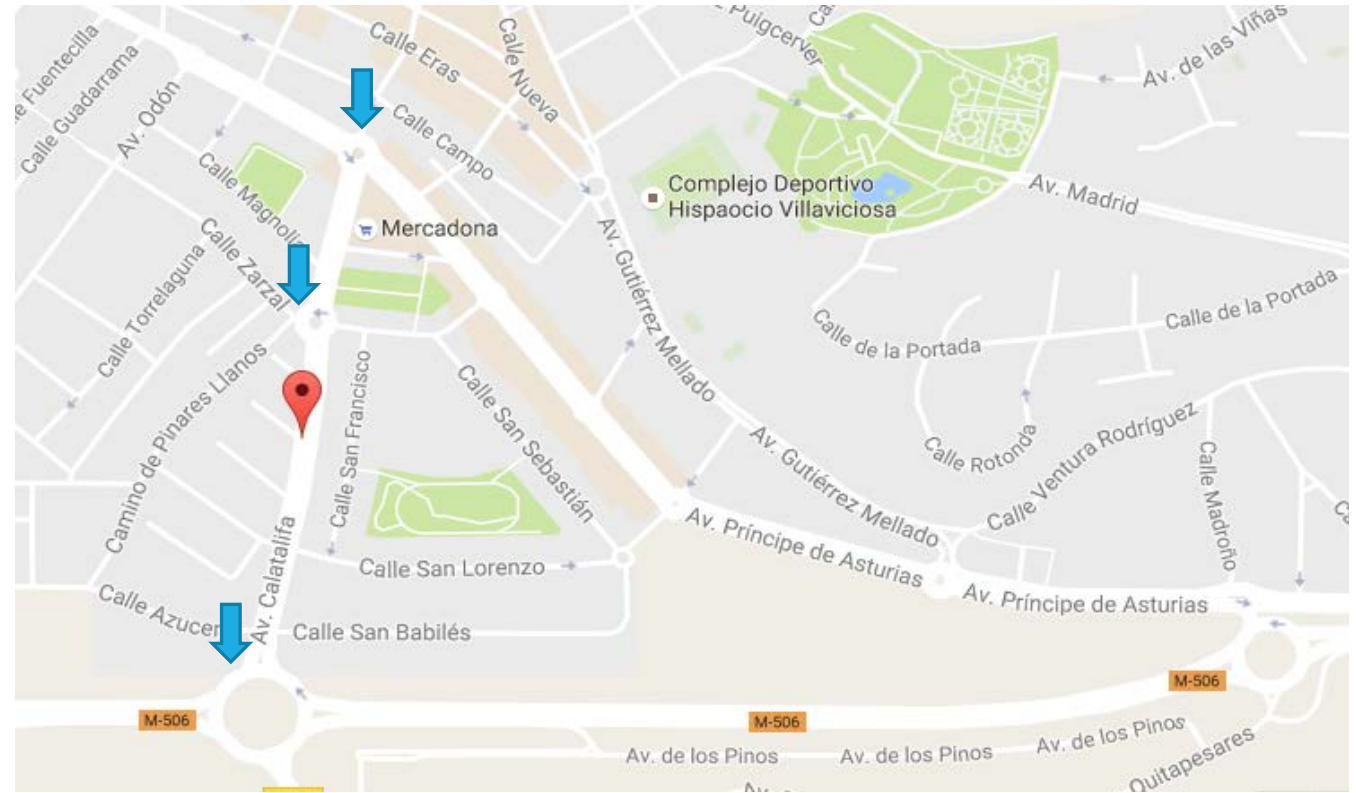 Fuentecilla
Calle Guadarrama
Av. Odón
Calle Eras
Calle Nueva
Puigcerver
Av. de las Viñas
Calle Campo
Complejo Deportivo
Hispaocio Villaviciosa
Av. Madrid
Calle Magnolia
Mercadona
Calle Zarzal
Calle Torrelaguna
Av. Gutiérrez Mellado
Calle de la Portada
Calle de la Portada
Camino de Pinares Llanos
Calle San Francisco
Calle San Sebastián
Av. Gutiérrez Mellado
Calle Rotonda
Calle Ventura Rodríguez
Calle Madroño
Av. Calatalifa
Calle San Lorenzo
Av. Príncipe de Asturias
Av. Príncipe de Asturias
Calle
Calle San Babilés
M-506
M-506
M-506
Av. de los Pinos
Av. de los Pinos
Av. de los Pinos
Quitapesares